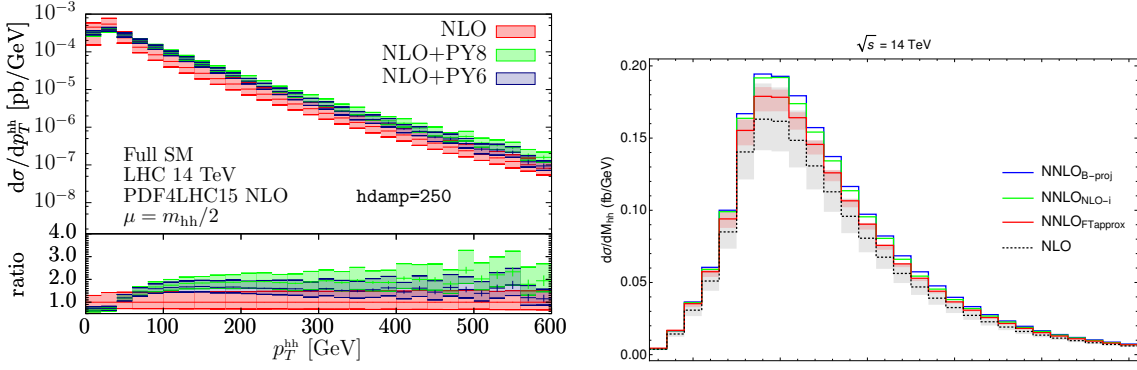 10⁻³
10⁻⁴
10⁻⁵
10⁻⁶
10⁻⁷
10⁻⁸
dσ/dp_T^hh [pb/GeV]
NLO
NLO+PY8
NLO+PY6
Full SM
LHC 14 TeV
PDF4LHC15 NLO
μ = m_hh/2
hdamp=250
4.0
3.0
2.0
1.0
ratio
0 100 200 300 400 500 600
p_T^hh [GeV]
√s = 14 TeV
0.20
0.15
0.10
0.05
0.00
dσ/dM_hh (fb/GeV)
NNLO_B-proj
NNLO_NLO-i
NNLO_FTapprox
NLO